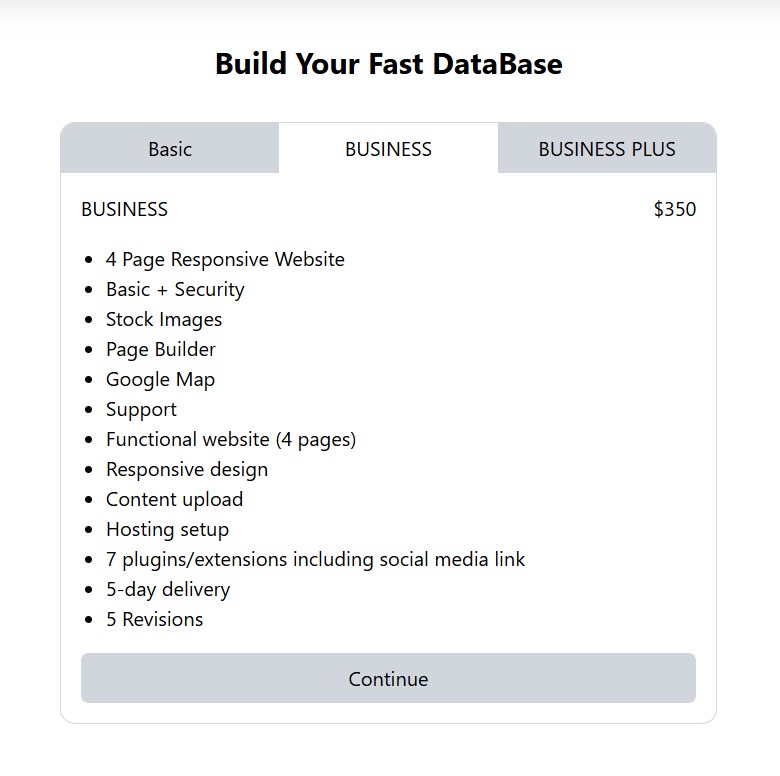 Build Your Fast DataBase
Basic
BUSINESS
BUSINESS PLUS
BUSINESS
$350
4 Page Responsive Website
Basic + Security
Stock Images
Page Builder
Google Map
Support
Functional website (4 pages)
Responsive design
Content upload
Hosting setup
7 plugins/extensions including social media link
5-day delivery
5 Revisions
Continue